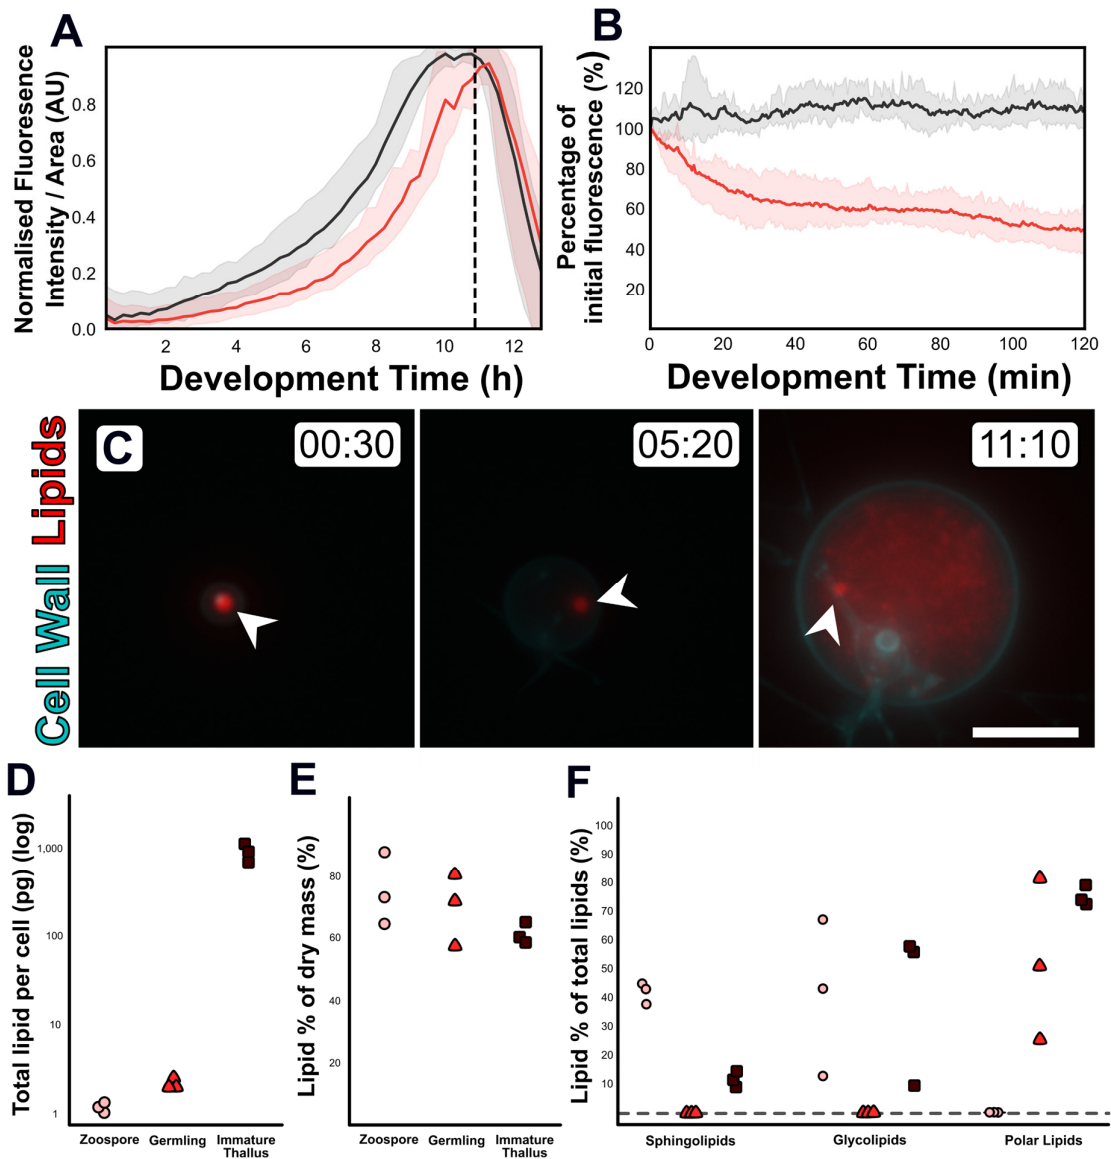 A
Normalised Fluoresence
Intensity / Area (AU)
0.8
0.6
0.4
0.2
0.0
2 4 6 8 10 12
Development Time (h)
B
Percentage of
initial fluorescence (%)
120
100
80
60
40
20
0 20 40 60 80 100 120
Development Time (min)
Cell Wall Lipids
C
00:30
05:20
11:10
D
Total lipid per cell (pg) (log)
1,000
100
10
1
Zoospore Germling Immature
Thallus
E
Lipid % of dry mass (%)
80
60
40
20
Zoospore Germling Immature
Thallus
F
Lipid % of total lipids (%)
100
90
80
70
60
50
40
30
20
10
Sphingolipids Glycolipids Polar Lipids